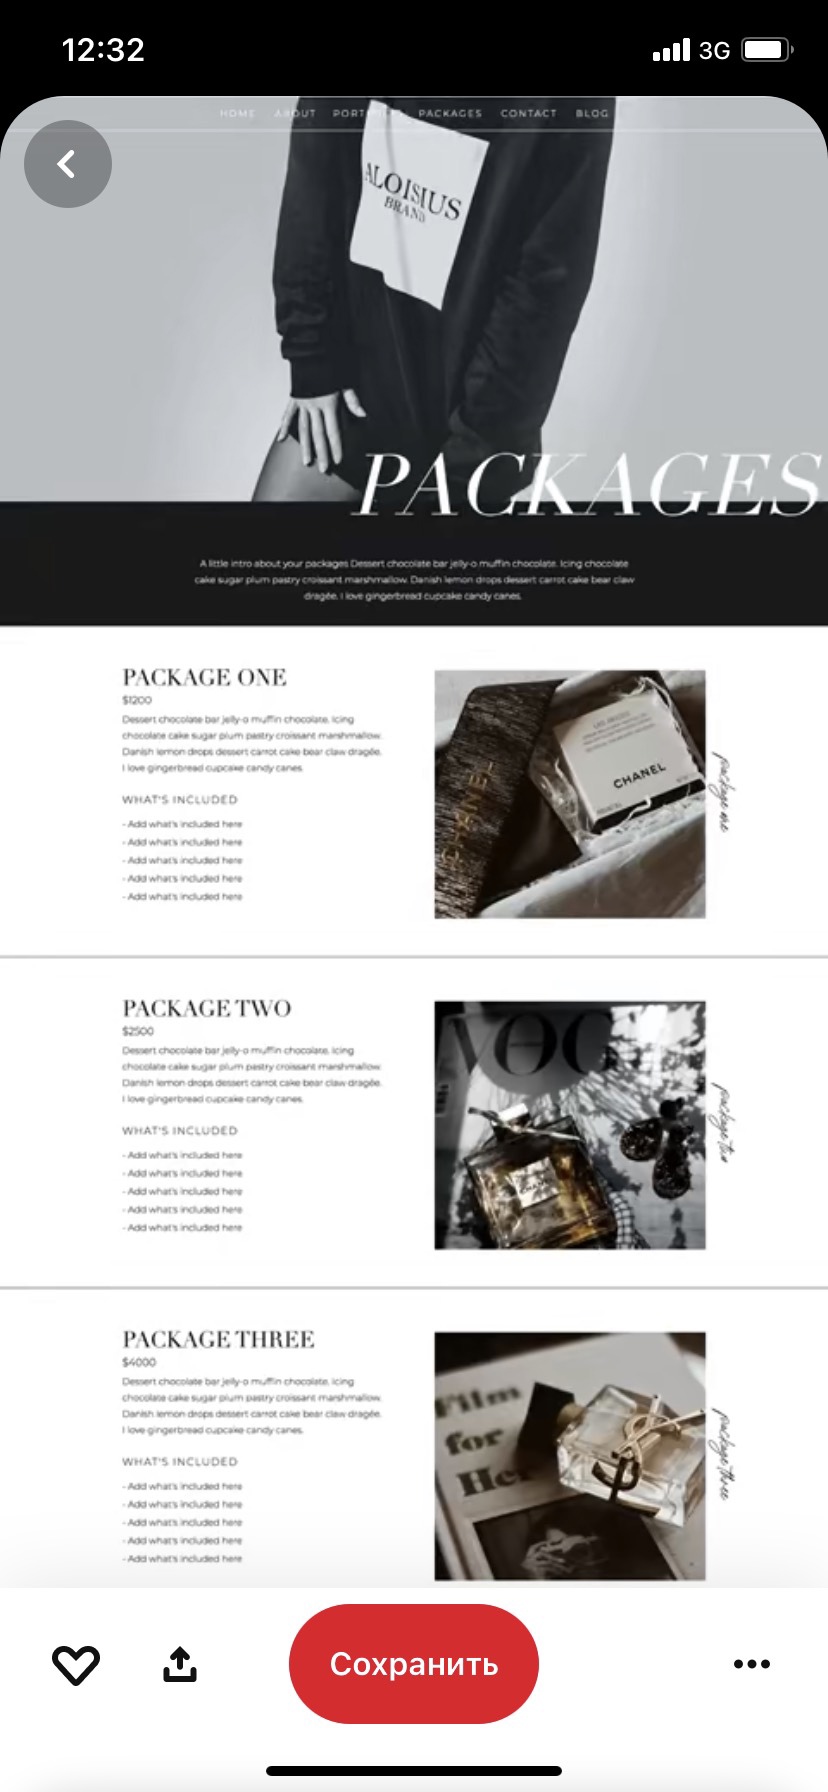 12:32
3G
HOME ABOUT PACKAGES CONTACT BLOG
ALOISIUS
BRAND
PACKAGES
A little intro about your packages Dessert chocolate bar jelly-o muffin chocolate. Icing chocolate
cake sugar plum pastry croissant marshmallow. Danish lemon drops dessert carrot cake bear claw
dragée. I love gingerbread cupcake candy canes.
PACKAGE ONE
$1200
Dessert chocolate bar jelly-o muffin chocolate. Icing
chocolate cake sugar plum pastry croissant marshmallow.
Danish lemon drops dessert carrot cake bear claw dragée.
I love gingerbread cupcake candy canes.
WHAT'S INCLUDED
- Add what's included here
- Add what's included here
- Add what's included here
- Add what's included here
- Add what's included here
CHANEL
CHANEL
package one
PACKAGE TWO
$2500
Dessert chocolate bar jelly-o muffin chocolate. Icing
chocolate cake sugar plum pastry croissant marshmallow.
Danish lemon drops dessert carrot cake bear claw dragée.
I love gingerbread cupcake candy canes.
WHAT'S INCLUDED
- Add what's included here
- Add what's included here
- Add what's included here
- Add what's included here
- Add what's included here
VOG
CHANEL
package two
PACKAGE THREE
$4000
Dessert chocolate bar jelly-o muffin chocolate. Icing
chocolate cake sugar plum pastry croissant marshmallow.
Danish lemon drops dessert carrot cake bear claw dragée.
I love gingerbread cupcake candy canes.
WHAT'S INCLUDED
- Add what's included here
- Add what's included here
- Add what's included here
- Add what's included here
- Add what's included here
Film
for
Her
package three
Сохранить